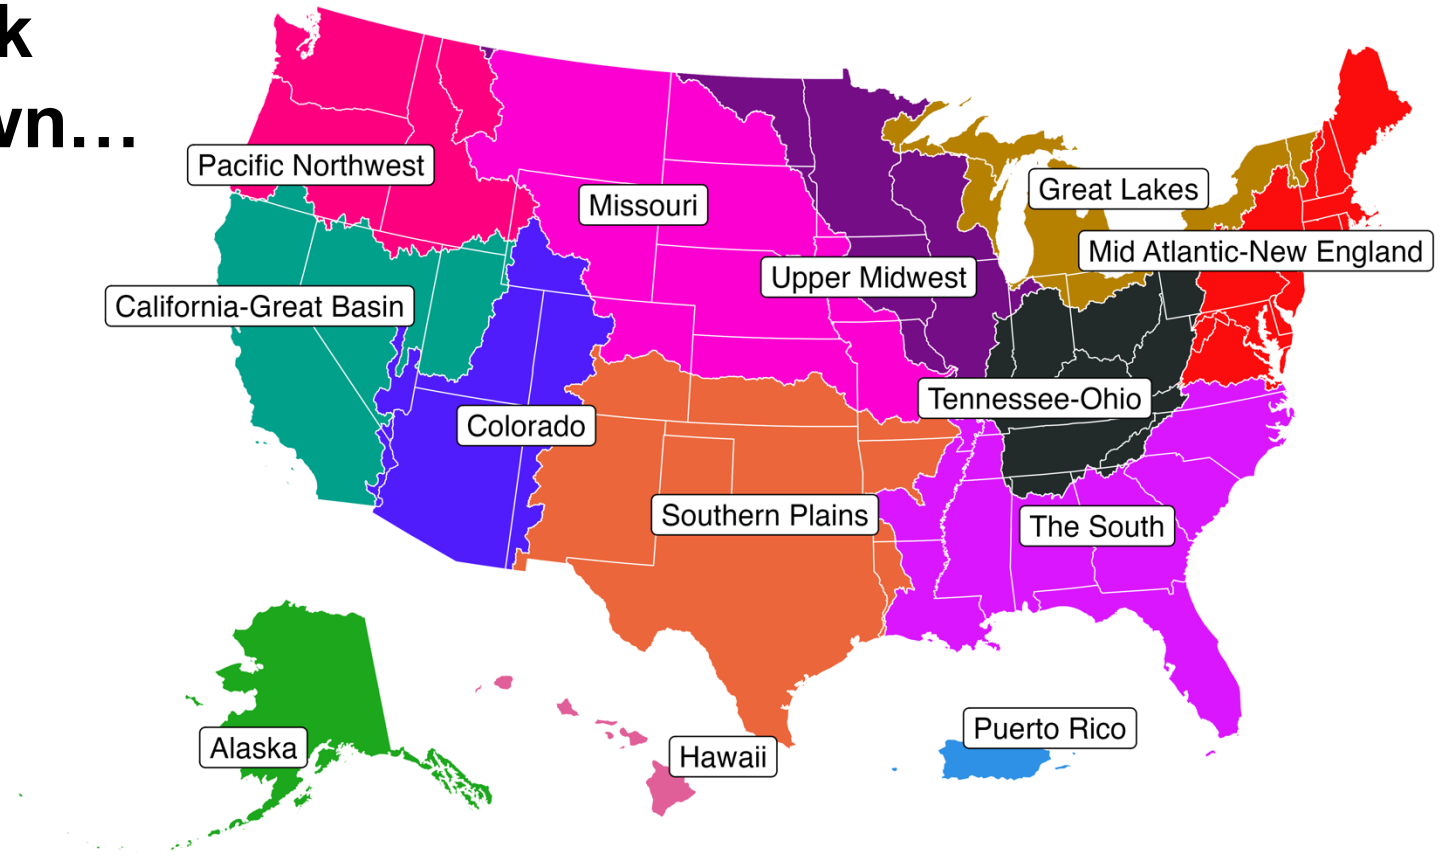 k
wn…
Pacific Northwest
Missouri
Great Lakes
Mid Atlantic-New England
Upper Midwest
California-Great Basin
Tennessee-Ohio
Colorado
Southern Plains
The South
Puerto Rico
Alaska
Hawaii